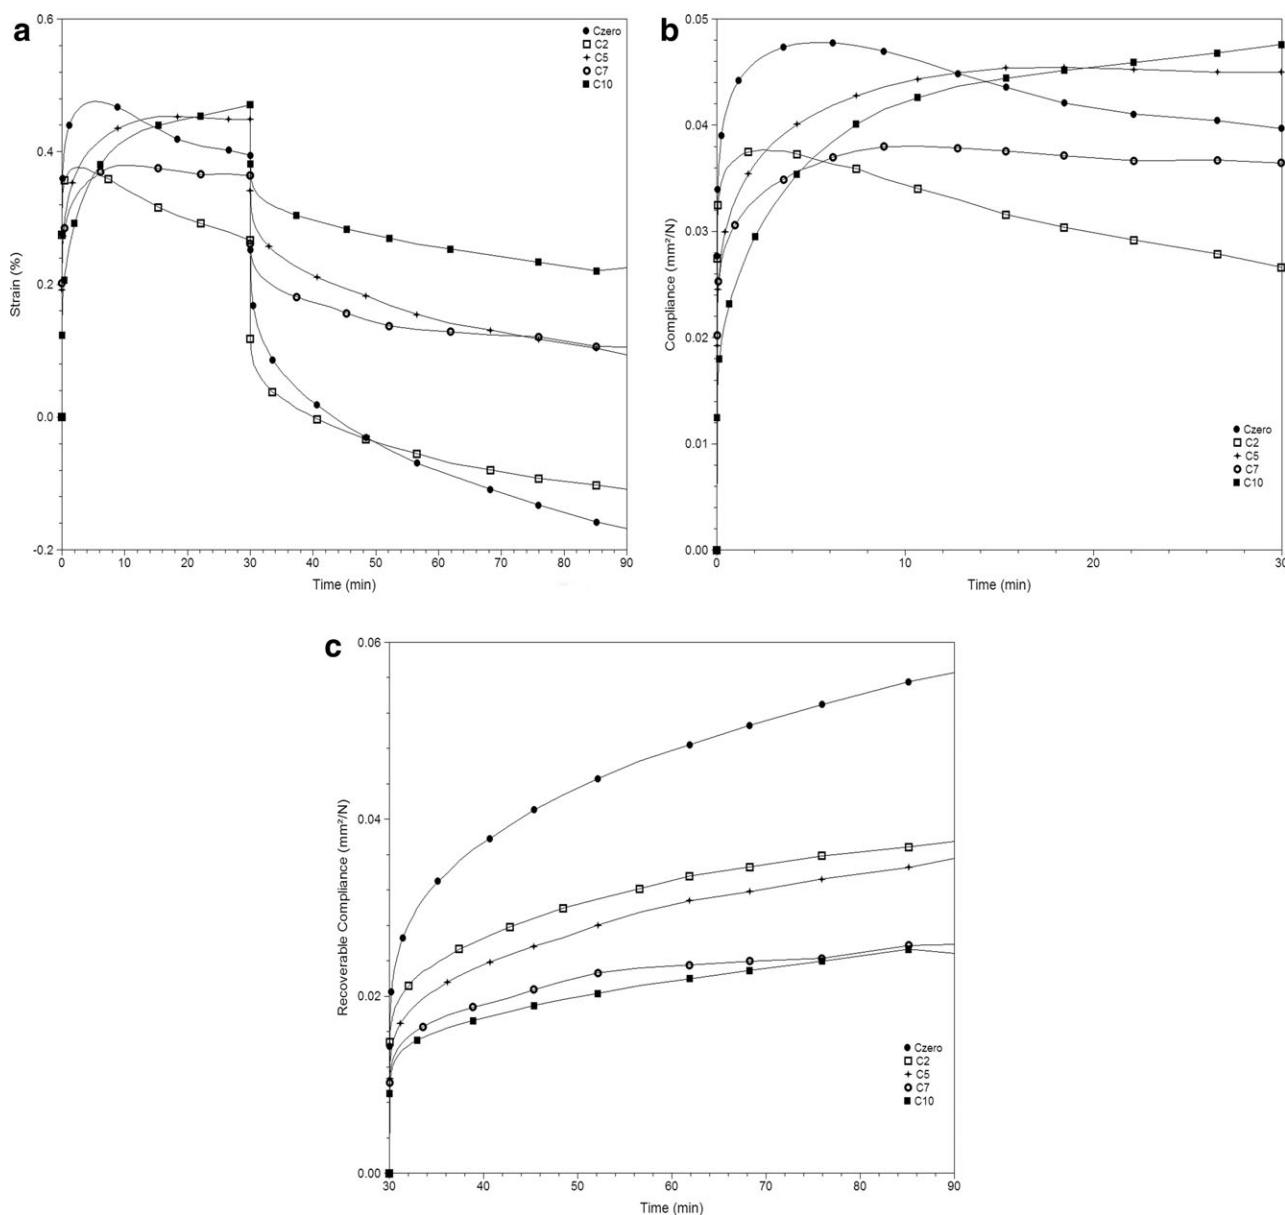 a
Strain (%)
0.6
0.4
0.2
0.0
-0.2
Czero
C2
C5
C7
C10
0 10 20 30 40 50 60 70 80 90
Time (min)
b
Compliance (mm²/N)
0.05
0.04
0.03
0.02
0.01
0.00
Czero
C2
C5
C7
C10
0 10 20 30
Time (min)
c
Recoverable Compliance (mm²/N)
0.06
0.04
0.02
0.00
Czero
C2
C5
C7
C10
30 40 50 60 70 80 90
Time (min)